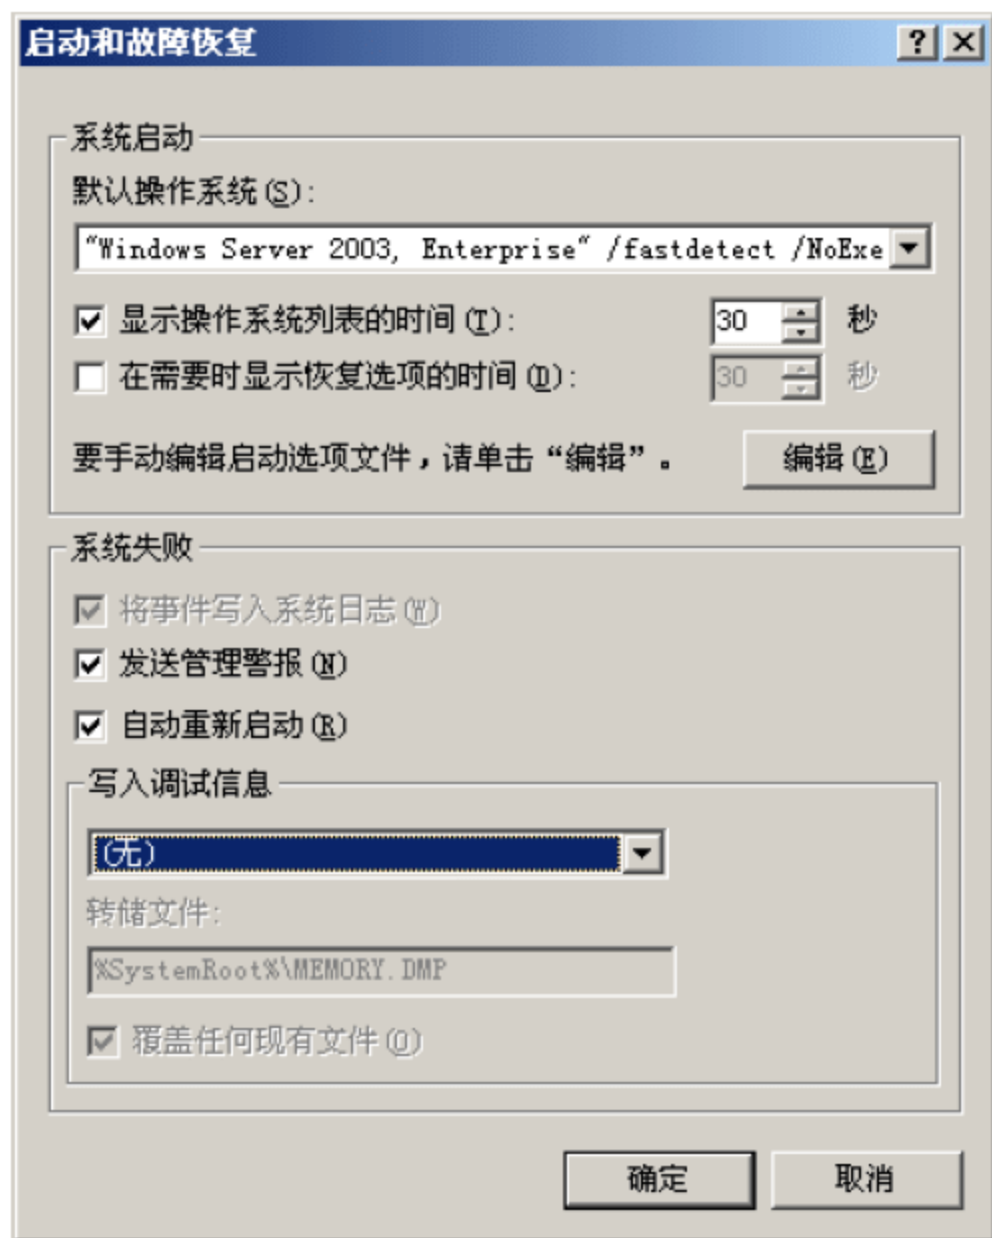 启动和故障恢复
系统启动
默认操作系统(S):
"Windows Server 2003, Enterprise" /fastdetect /NoExe
显示操作系统列表的时间(T): 30 秒
在需要时显示恢复选项的时间(D): 30 秒
要手动编辑启动选项文件，请单击“编辑”。 编辑(E)
系统失败
将事件写入系统日志(W)
发送管理警报(N)
自动重新启动(R)
写入调试信息
(无)
转储文件:
%SystemRoot%\MEMORY.DMP
覆盖任何现有文件(O)
确定 取消